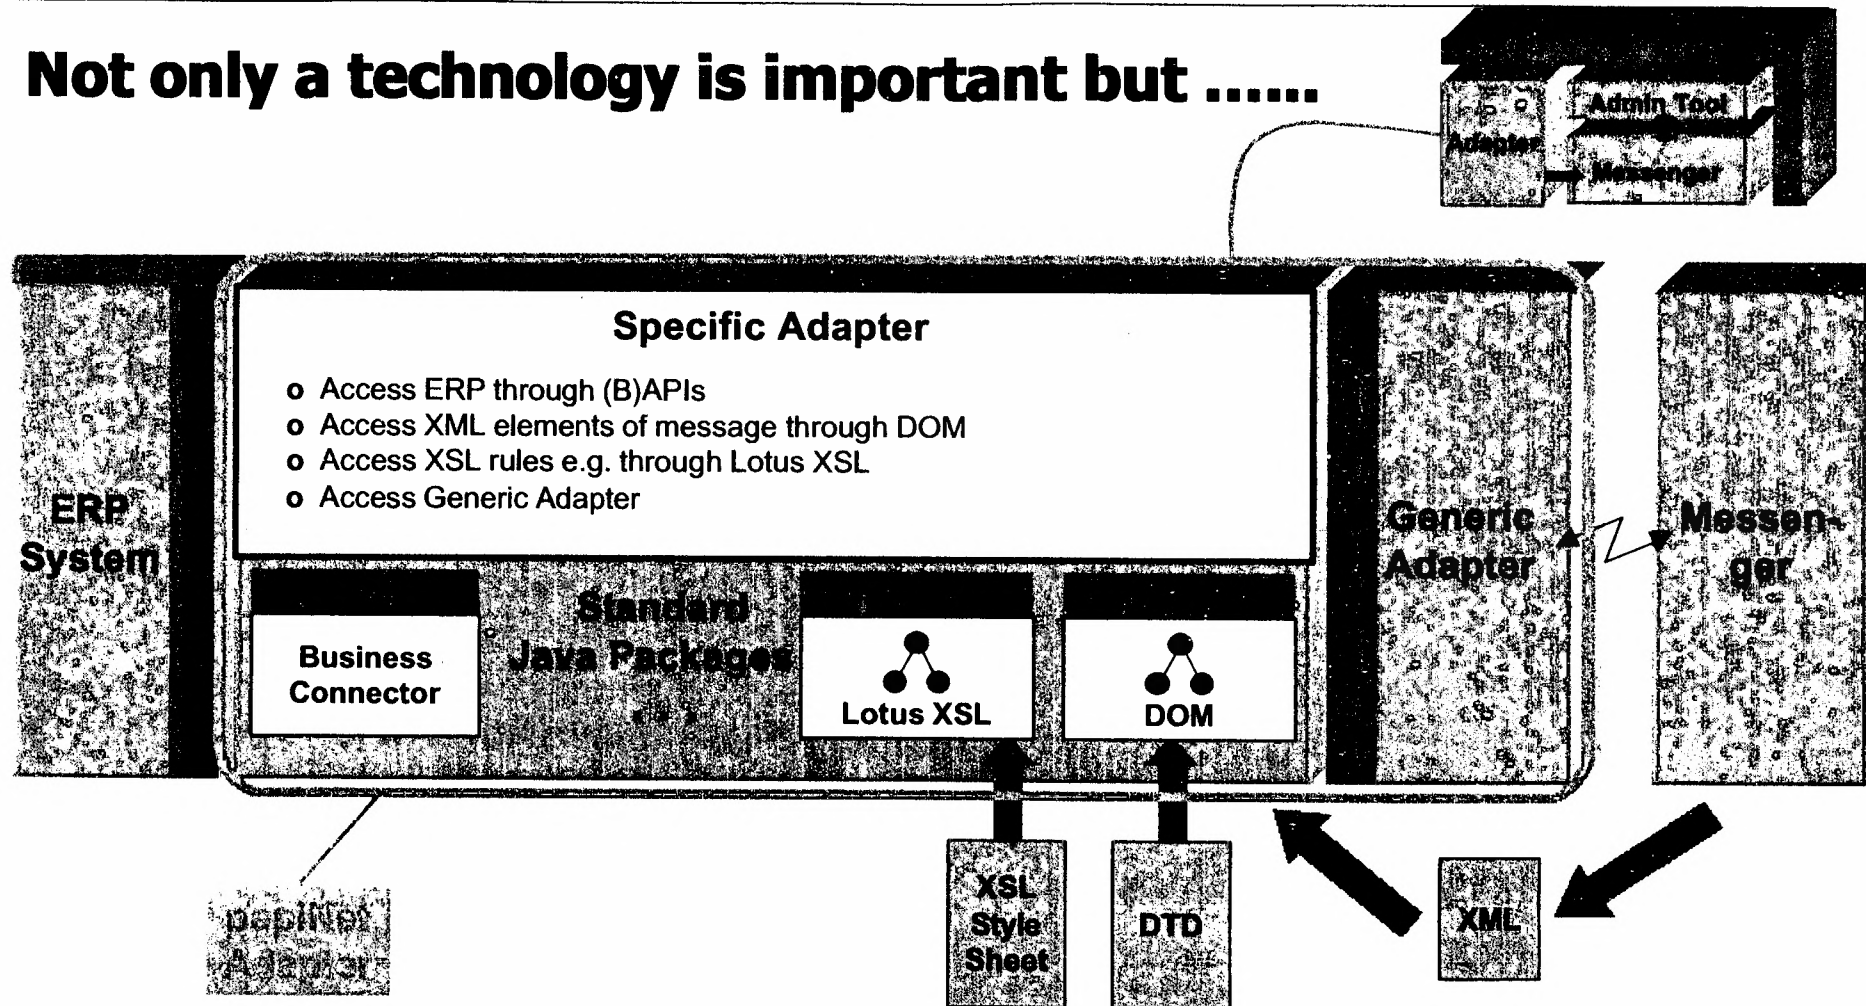 Not only a technology is important but ......
Adapter
Admin Tool
Messenger
Specific Adapter
o Access ERP through (B)APIs
o Access XML elements of message through DOM
o Access XSL rules e.g. through Lotus XSL
o Access Generic Adapter
ERP
System
Generic
Adapter
Messen-
ger
Standard
Java Packages
. . .
Business
Connector
Lotus XSL
DOM
papiNet
Adapter
XSL
Style
Sheet
DTD
XML